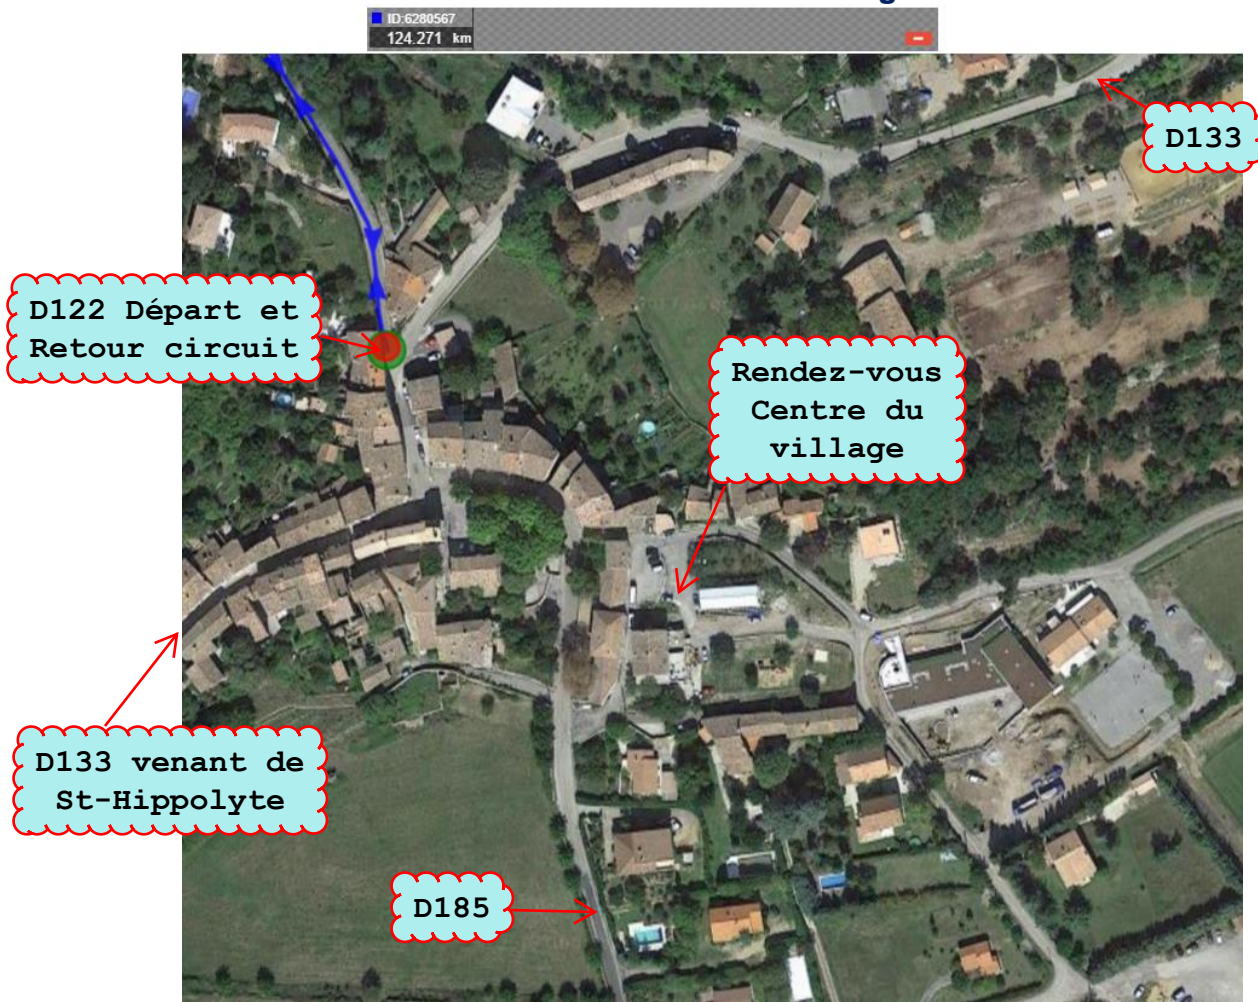 ID:6280567
124.271 km
D133
D122 Départ et
Retour circuit
Rendez-vous
Centre du
village
D133 venant de
St-Hippolyte
D185